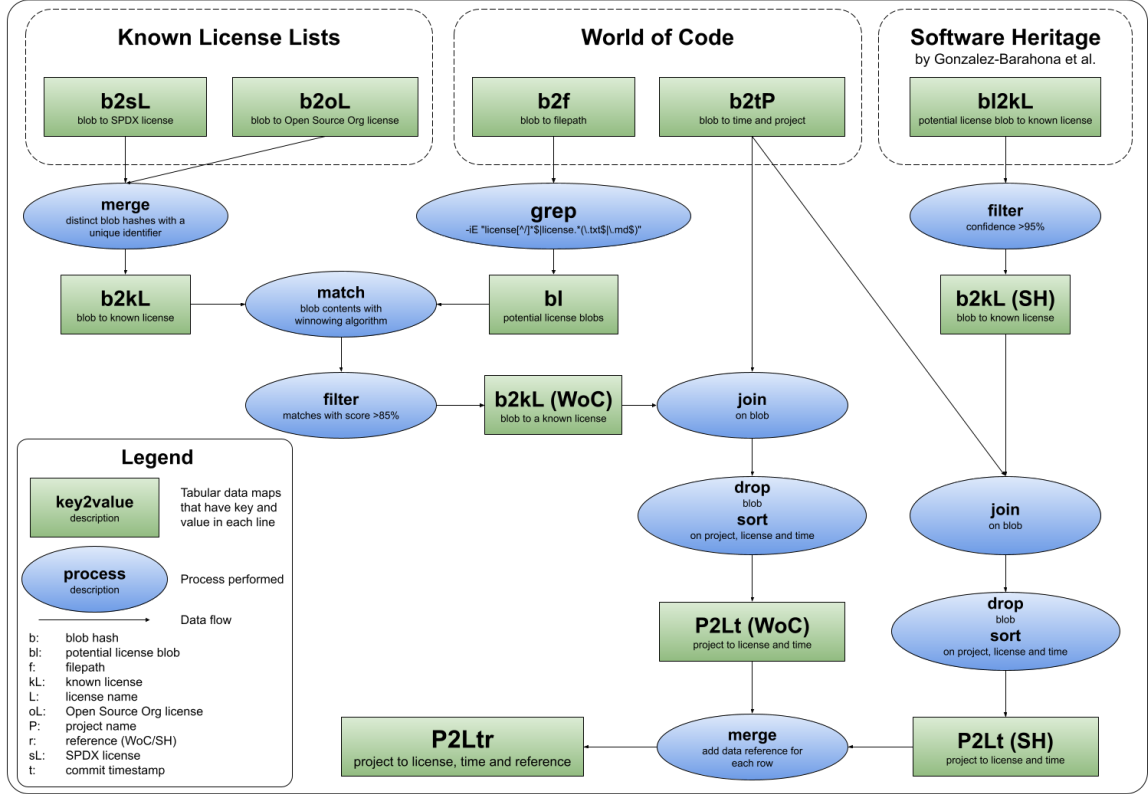 Known License Lists
World of Code
Software Heritage
by Gonzalez-Barahona et al.
b2sL
blob to SPDX license
b2oL
blob to Open Source Org license
b2f
blob to filepath
b2tP
blob to time and project
bl2kL
potential license blob to known license
merge
distinct blob hashes with a
unique identifier
grep
-iE "license[^/]*$|license.*(\.txt$|\.md$)"
filter
confidence >95%
b2kL
blob to known license
match
blob contents with
winnowing algorithm
bl
potential license blobs
b2kL (SH)
blob to known license
filter
matches with score >85%
b2kL (WoC)
blob to a known license
join
on blob
drop
blob
sort
on project, license and time
join
on blob
P2Lt (WoC)
project to license and time
drop
blob
sort
on project, license and time
P2Ltr
project to license, time and reference
merge
add data reference for
each row
P2Lt (SH)
project to license and time
Legend
key2value
description
Tabular data maps
that have key and
value in each line
process
description
Process performed
Data flow
b: blob hash
bl: potential license blob
f: filepath
kL: known license
L: license name
oL: Open Source Org license
P: project name
r: reference (WoC/SH)
sL: SPDX license
t: commit timestamp